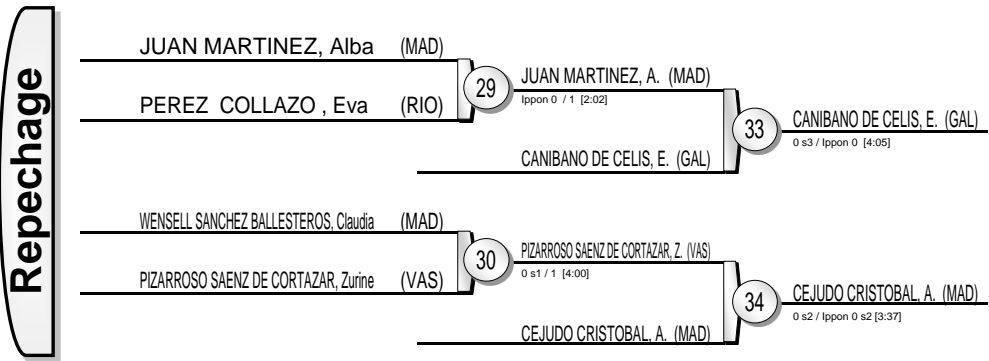 Repechage
JUAN MARTINEZ, Alba (MAD)
PEREZ COLLAZO , Eva (RIO)
29
JUAN MARTINEZ, A. (MAD)
Ippon 0 / 1 [2:02]
CANIBANO DE CELIS, E. (GAL)
33
CANIBANO DE CELIS, E. (GAL)
0 s3 / Ippon 0 [4:05]
WENSELL SANCHEZ BALLESTEROS, Claudia (MAD)
PIZARROSO SAENZ DE CORTAZAR, Zurine (VAS)
30
PIZARROSO SAENZ DE CORTAZAR, Z. (VAS)
0 s1 / 1 [4:00]
CEJUDO CRISTOBAL, A. (MAD)
34
CEJUDO CRISTOBAL, A. (MAD)
0 s2 / Ippon 0 s2 [3:37]